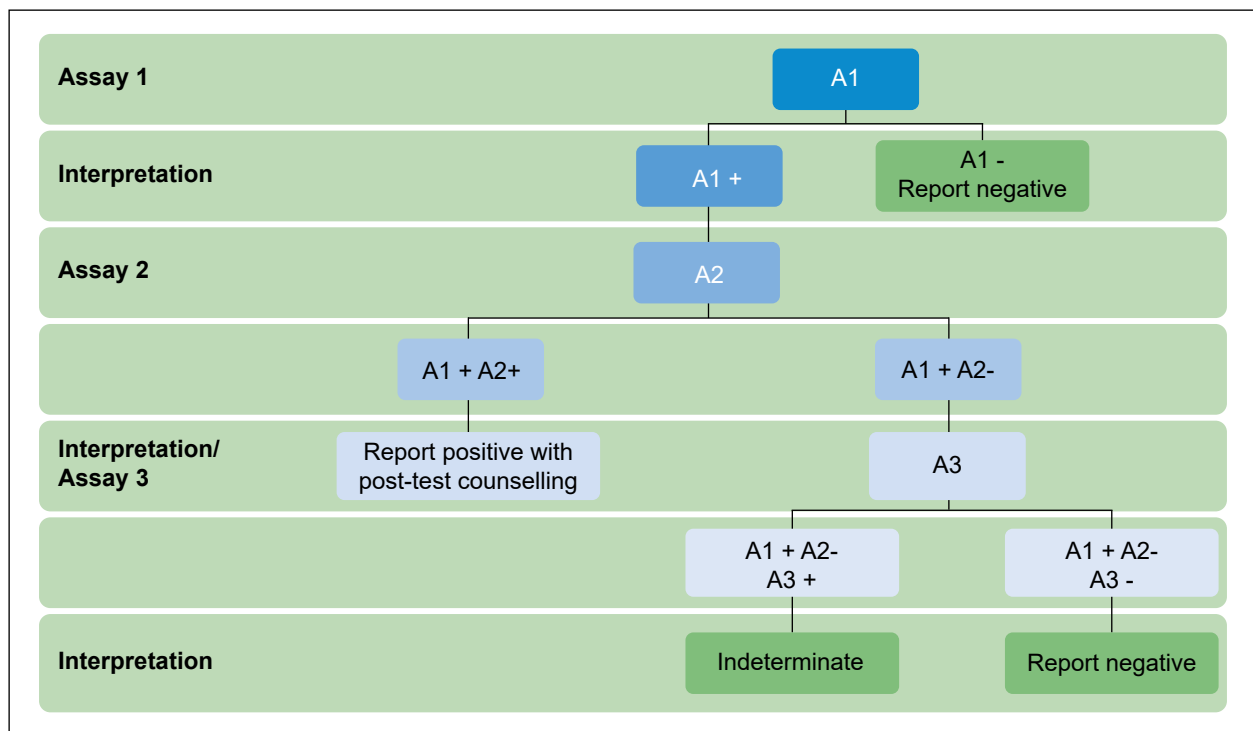 Assay 1
A1
Interpretation
A1 +
A1 -
Report negative
Assay 2
A2
A1 + A2+
A1 + A2-
Interpretation/
Assay 3
Report positive with
post-test counselling
A3
A1 + A2-
A3 +
A1 + A2-
A3 -
Interpretation
Indeterminate
Report negative